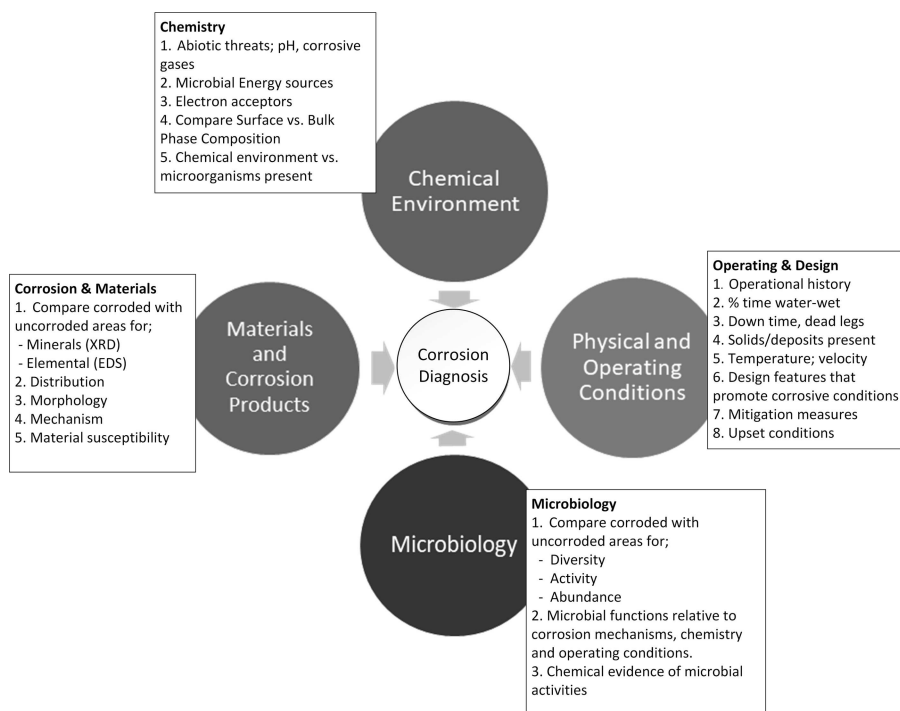 Chemistry
1. Abiotic threats; pH, corrosive
gases
2. Microbial Energy sources
3. Electron acceptors
4. Compare Surface vs. Bulk
Phase Composition
5. Chemical environment vs.
microorganisms present
Chemical
Environment
Corrosion & Materials
1. Compare corroded with
uncorroded areas for;
- Minerals (XRD)
- Elemental (EDS)
2. Distribution
3. Morphology
4. Mechanism
5. Material susceptibility
Materials
and
Corrosion
Products
Corrosion
Diagnosis
Physical and
Operating
Conditions
Operating & Design
1. Operational history
2. % time water-wet
3. Down time, dead legs
4. Solids/deposits present
5. Temperature; velocity
6. Design features that
promote corrosive conditions
7. Mitigation measures
8. Upset conditions
Microbiology
Microbiology
1. Compare corroded with
uncorroded areas for;
- Diversity
- Activity
- Abundance
2. Microbial functions relative to
corrosion mechanisms, chemistry
and operating conditions.
3. Chemical evidence of microbial
activities